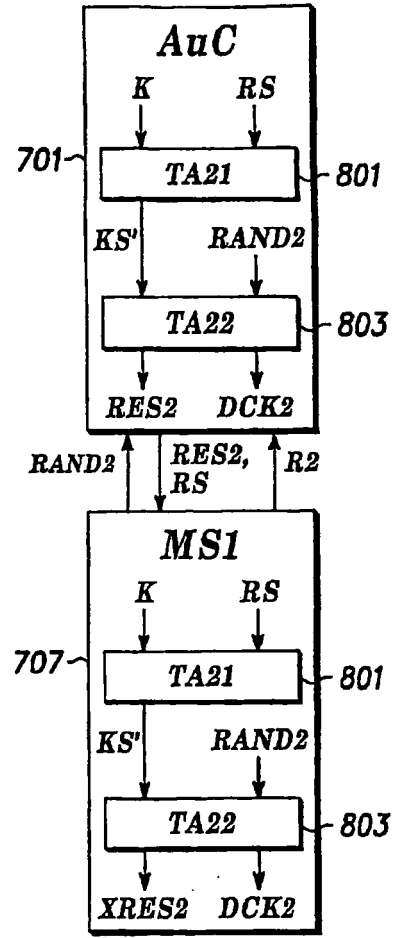 AuC
K RS
701 TA21 801
KS' RAND2
TA22 803
RES2 DCK2
RAND2 RES2, RS R2
MS1
K RS
707 TA21 801
KS' RAND2
TA22 803
XRES2 DCK2